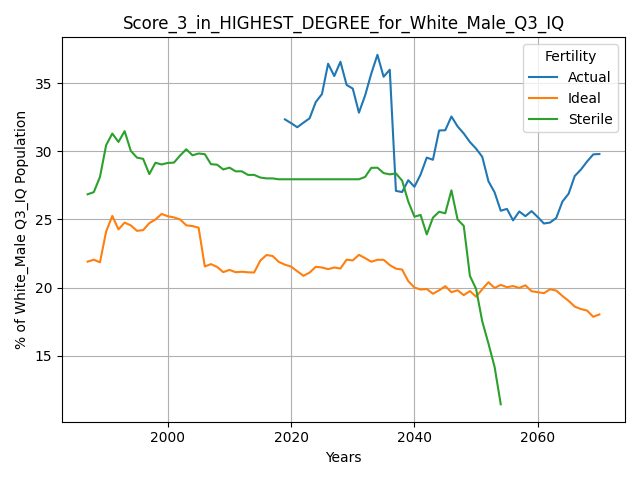 Score_3_in_HIGHEST_DEGREE_for_White_Male_Q3_IQ
% of White_Male Q3_IQ Population
35
30
25
20
15
Fertility
Actual
Ideal
Sterile
2000
2020
2040
2060
Years